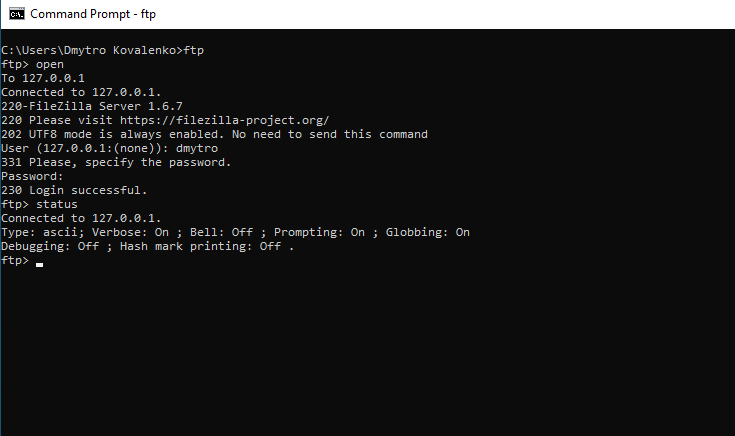 Command Prompt - ftp
C:\Users\Dmytro Kovalenko>ftp
ftp> open
To 127.0.0.1
Connected to 127.0.0.1.
220-FileZilla Server 1.6.7
220 Please visit https://filezilla-project.org/
202 UTF8 mode is always enabled. No need to send this command
User (127.0.0.1:(none)): dmytro
331 Please, specify the password.
Password:
230 Login successful.
ftp> status
Connected to 127.0.0.1.
Type: ascii; Verbose: On ; Bell: Off ; Prompting: On ; Globbing: On
Debugging: Off ; Hash mark printing: Off .
ftp>